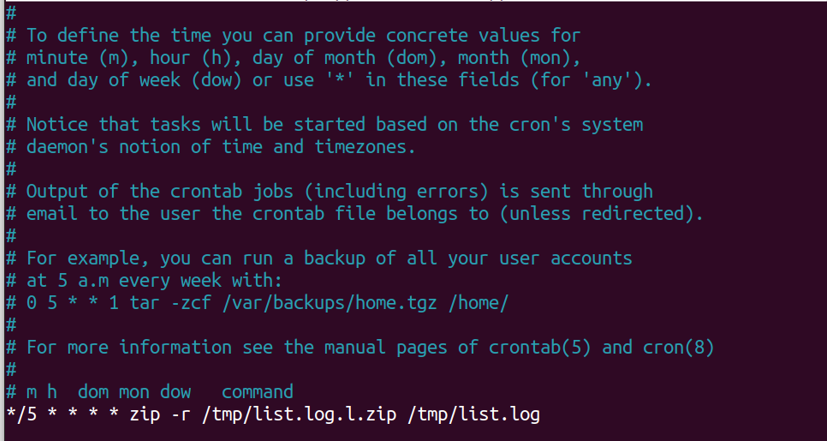 #
# To define the time you can provide concrete values for
# minute (m), hour (h), day of month (dom), month (mon),
# and day of week (dow) or use '*' in these fields (for 'any').
#
# Notice that tasks will be started based on the cron's system
# daemon's notion of time and timezones.
#
# Output of the crontab jobs (including errors) is sent through
# email to the user the crontab file belongs to (unless redirected).
#
# For example, you can run a backup of all your user accounts
# at 5 a.m every week with:
# 0 5 * * 1 tar -zcf /var/backups/home.tgz /home/
#
# For more information see the manual pages of crontab(5) and cron(8)
#
# m h  dom mon dow   command
*/5 * * * * zip -r /tmp/list.log.l.zip /tmp/list.log